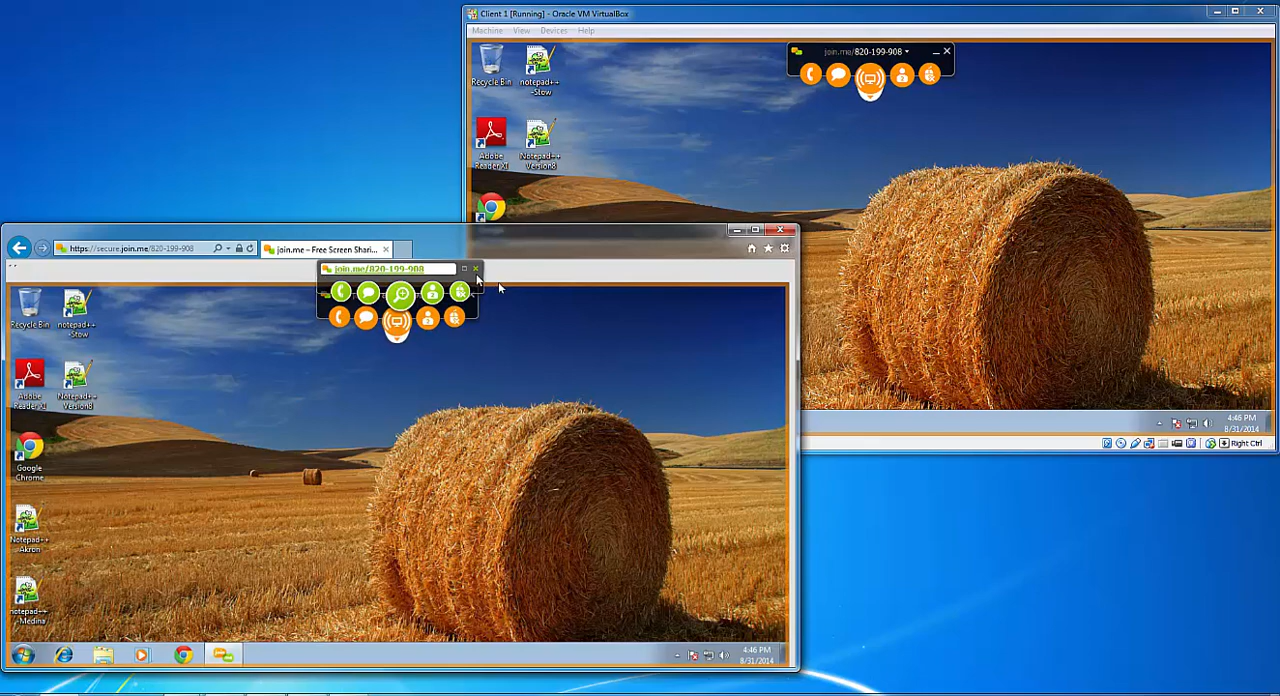 Client 1 [Running] - Oracle VM VirtualBox
Machine View Devices Help
join.me/820-199-908
Recycle Bin
notepad++
-Stow
Adobe
Reader XI
Notepad++
Version8
4:46 PM
8/31/2014
Right Ctrl
https://secure.join.me/820-199-908
join.me – Free Screen Shari...
join.me/820-199-908
Recycle Bin
notepad++
-Stow
Adobe
Reader XI
Notepad++
Version8
Google
Chrome
Notepad++
Akron
notepad++
-Medina
4:46 PM
8/31/2014